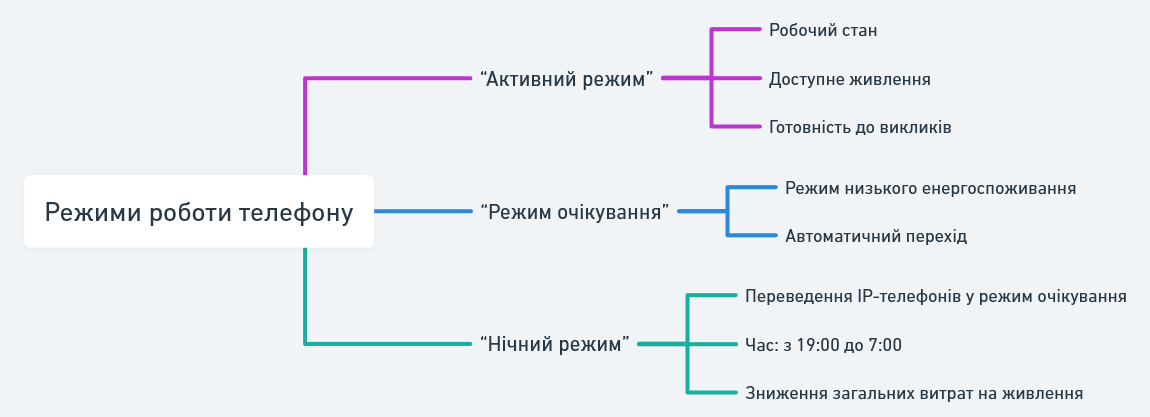 Режими роботи телефону
“Активний режим”
Робочий стан
Доступне живлення
Готовність до викликів
“Режим очікування”
Режим низького енергоспоживання
Автоматичний перехід
“Нічний режим”
Переведення IP-телефонів у режим очікування
Час: з 19:00 до 7:00
Зниження загальних витрат на живлення